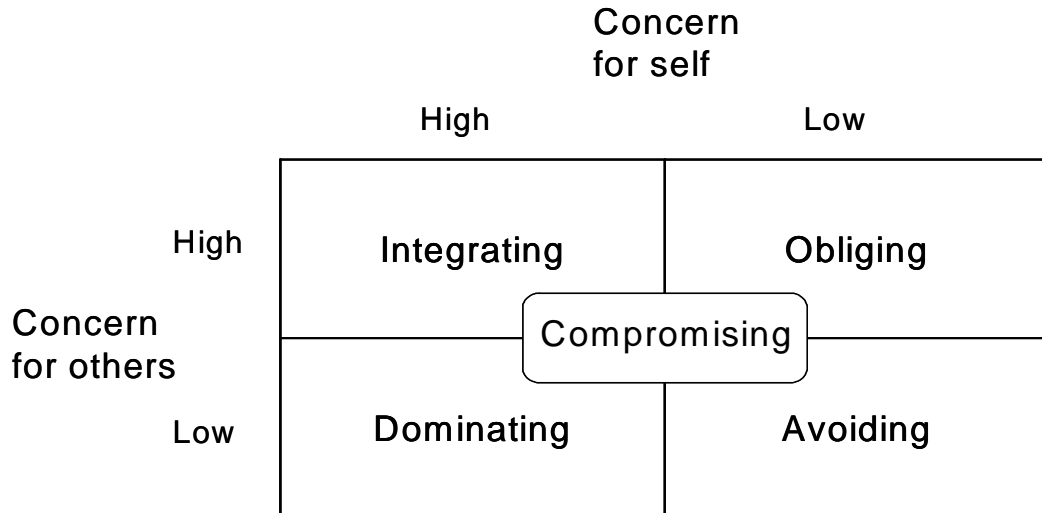 Concern
for self
High Low
High Integrating Obliging
Concern
for others
Compromising
Low Dominating Avoiding